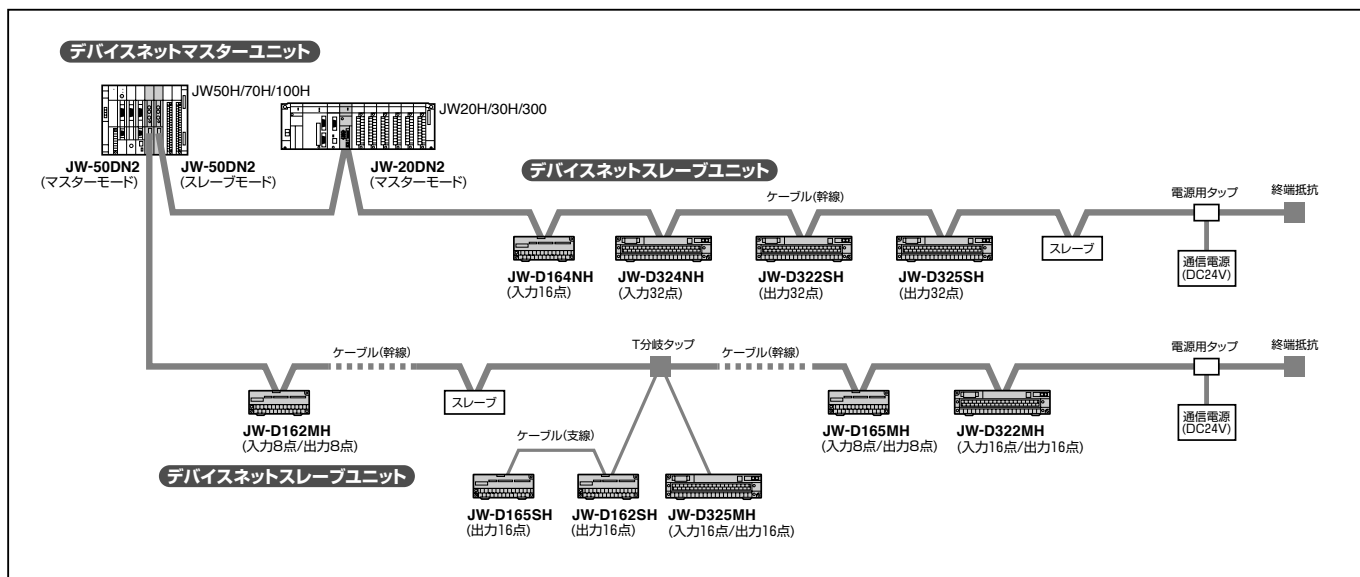 デバイスネットマスターユニット
JW50H/70H/100H
JW20H/30H/300
JW-50DN2
(マスターモード)
JW-50DN2
(スレーブモード)
JW-20DN2
(マスターモード)
デバイスネットスレーブユニット
ケーブル(幹線)
電源用タップ
終端抵抗
スレーブ
通信電源
(DC24V)
JW-D164NH
(入力16点)
JW-D324NH
(入力32点)
JW-D322SH
(出力32点)
JW-D325SH
(出力32点)
ケーブル(幹線)
T分岐タップ
ケーブル(幹線)
電源用タップ
終端抵抗
スレーブ
通信電源
(DC24V)
JW-D162MH
(入力8点/出力8点)
JW-D165MH
(入力8点/出力8点)
JW-D322MH
(入力16点/出力16点)
ケーブル(支線)
デバイスネットスレーブユニット
JW-D165SH
(出力16点)
JW-D162SH
(出力16点)
JW-D325MH
(入力16点/出力16点)